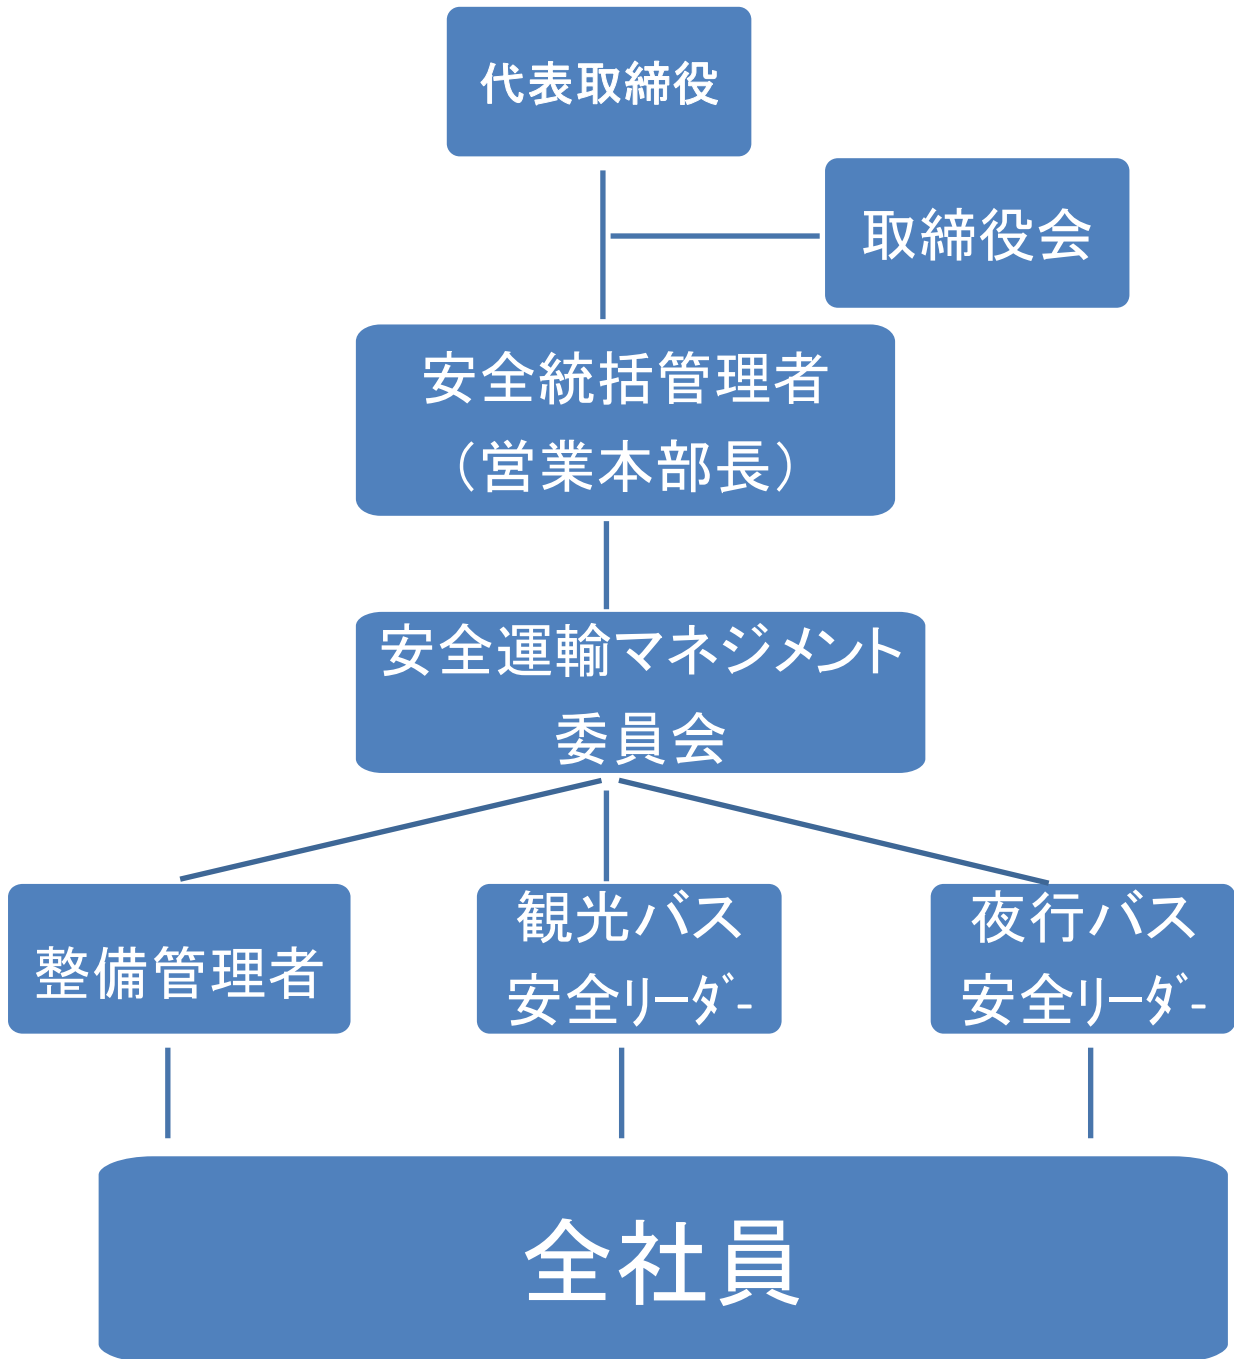 代表取締役
取締役会
安全統括管理者
（営業本部長）
安全運輸マネジメント
委員会
整備管理者
観光バス
安全ﾘｰﾀﾞｰ
夜行バス
安全ﾘｰﾀﾞｰ
全社員